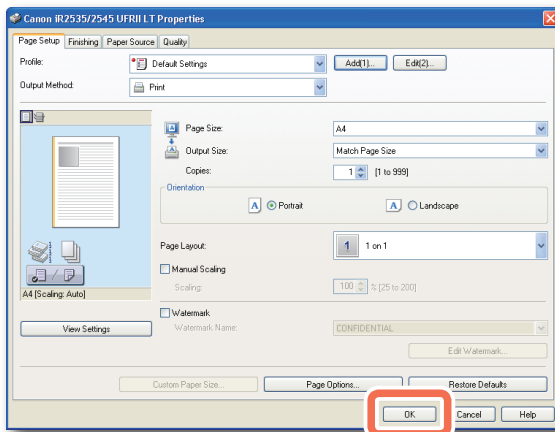 Canon iR2535/2545 UFRII LT Properties
Page Setup Finishing Paper Source Quality
Profile: Default Settings Add(1)... Edit(2)...
Output Method: Print
Page Size: A4
Output Size: Match Page Size
Copies: 1 [1 to 999]
Orientation
A Portrait A Landscape
Page Layout: 1 1 on 1
Manual Scaling
Scaling: 100 % [25 to 200]
A4 [Scaling: Auto]
Watermark
View Settings Watermark Name: CONFIDENTIAL
Edit Watermark...
Custom Paper Size... Page Options... Restore Defaults
OK Cancel Help